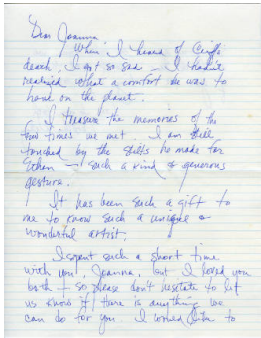 Dear Joanna,
When I heard of
death, I got so sad – I hadn't
realized what a comfort he was to
have on the planet.
I treasure the memories of the
few times we met. I am still
touched by the stilts he made for
Ethan – such a kind & generous
gesture.
It has been such a gift to
me to know such a unique &
wonderful artist.
I spent such a short time
with you, Joanna, but I loved you
both & so please don't hesitate to let
us know if there is anything we
can do for you. I would like to